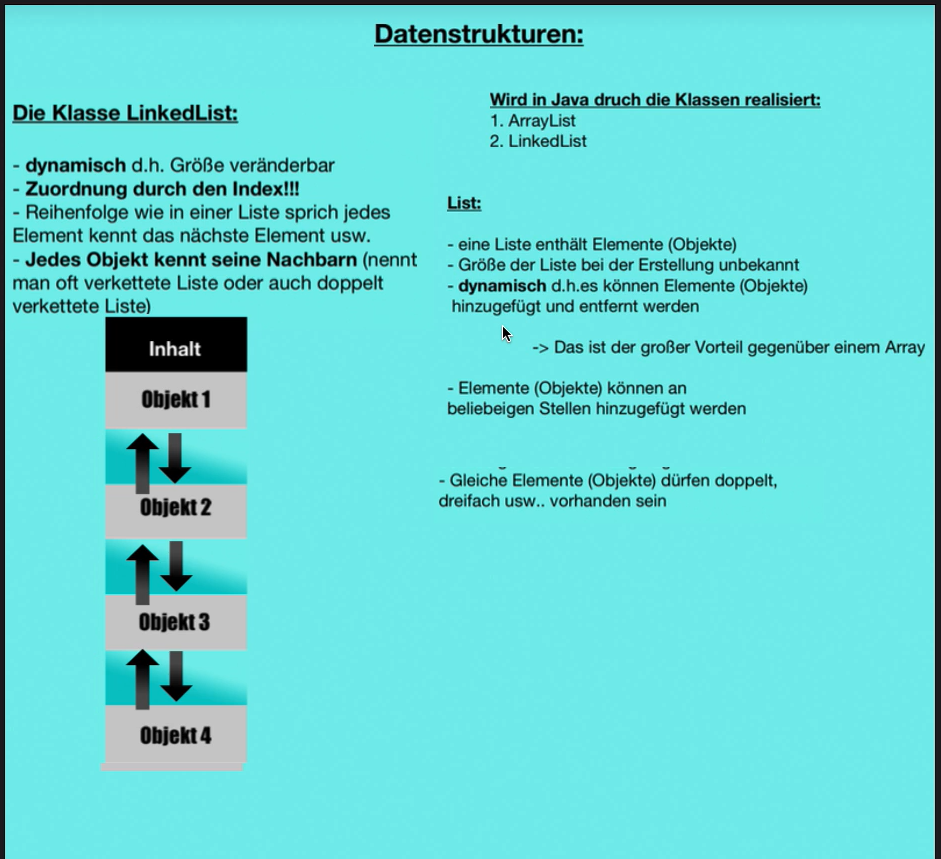 Datenstrukturen:
Die Klasse LinkedList:
- dynamisch d.h. Größe veränderbar
- Zuordnung durch den Index!!!
- Reihenfolge wie in einer Liste sprich jedes
Element kennt das nächste Element usw.
- Jedes Objekt kennt seine Nachbarn (nennt
man oft verkettete Liste oder auch doppelt
verkettete Liste)
Inhalt
Objekt 1
Objekt 2
Objekt 3
Objekt 4
Wird in Java druch die Klassen realisiert:
1. ArrayList
2. LinkedList
List:
- eine Liste enthält Elemente (Objekte)
- Größe der Liste bei der Erstellung unbekannt
- dynamisch d.h.es können Elemente (Objekte)
hinzugefügt und entfernt werden
-> Das ist der großer Vorteil gegenüber einem Array
- Elemente (Objekte) können an
beliebeigen Stellen hinzugefügt werden
- Gleiche Elemente (Objekte) dürfen doppelt,
dreifach usw.. vorhanden sein